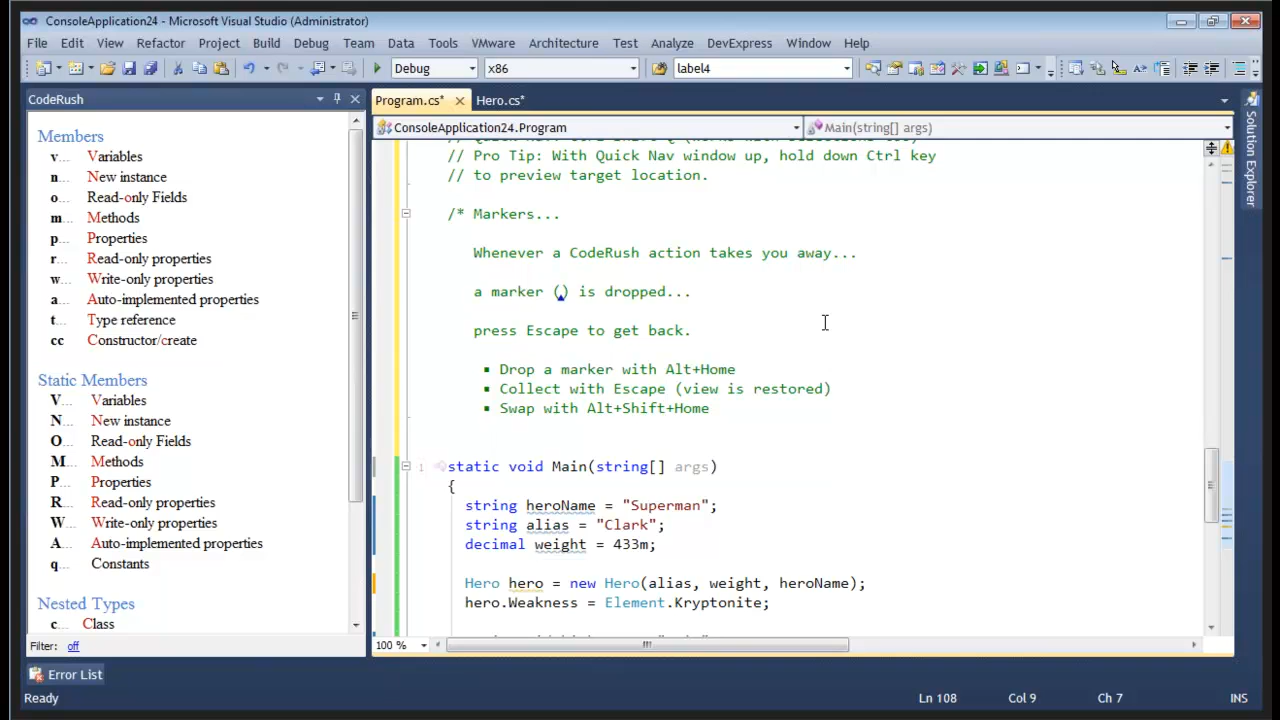 ConsoleApplication24 - Microsoft Visual Studio (Administrator)
File Edit View Refactor Project Build Debug Team Data Tools VMware Architecture Test Analyze DevExpress Window Help
Debug x86 label4
CodeRush
Members
v... Variables
n... New instance
o... Read-only Fields
m... Methods
p... Properties
r... Read-only properties
w... Write-only properties
a... Auto-implemented properties
t... Type reference
cc Constructor/create
Static Members
V... Variables
N... New instance
O... Read-only Fields
M... Methods
P... Properties
R... Read-only properties
W... Write-only properties
A... Auto-implemented properties
q... Constants
Nested Types
c... Class
Filter: off
Program.cs* Hero.cs*
ConsoleApplication24.Program Main(string[] args)
// Pro Tip: With Quick Nav window up, hold down Ctrl key
// to preview target location.
/* Markers...
Whenever a CodeRush action takes you away...
a marker ( ) is dropped...
press Escape to get back.
▪ Drop a marker with Alt+Home
▪ Collect with Escape (view is restored)
▪ Swap with Alt+Shift+Home
1 static void Main(string[] args)
{
string heroName = "Superman";
string alias = "Clark";
decimal weight = 433m;
Hero hero = new Hero(alias, weight, heroName);
hero.Weakness = Element.Kryptonite;
100 %
Solution Explorer
Error List
Ready Ln 108 Col 9 Ch 7 INS